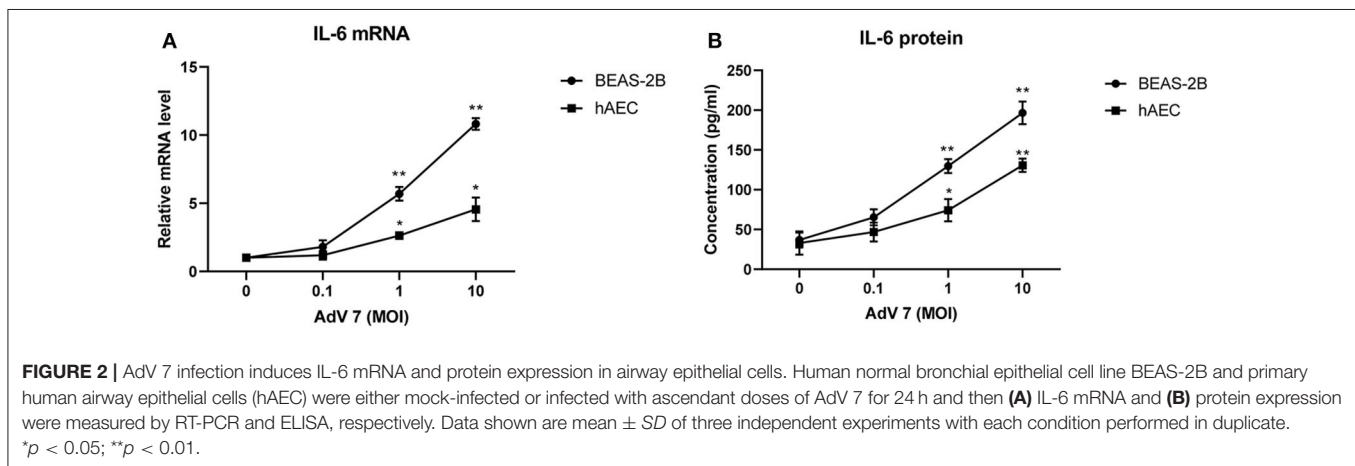 A
IL-6 mRNA
Relative mRNA level
15
10
5
0
**
**
*
*
0 0.1 1 10
AdV 7 (MOI)
BEAS-2B
hAEC
B
IL-6 protein
Concentration (pg/ml)
250
200
150
100
50
0
**
**
**
*
0 0.1 1 10
AdV 7 (MOI)
BEAS-2B
hAEC
FIGURE 2 | AdV 7 infection induces IL-6 mRNA and protein expression in airway epithelial cells. Human normal bronchial epithelial cell line BEAS-2B and primary
human airway epithelial cells (hAEC) were either mock-infected or infected with ascendant doses of AdV 7 for 24 h and then (A) IL-6 mRNA and (B) protein expression
were measured by RT-PCR and ELISA, respectively. Data shown are mean ± SD of three independent experiments with each condition performed in duplicate.
*p < 0.05; **p < 0.01.